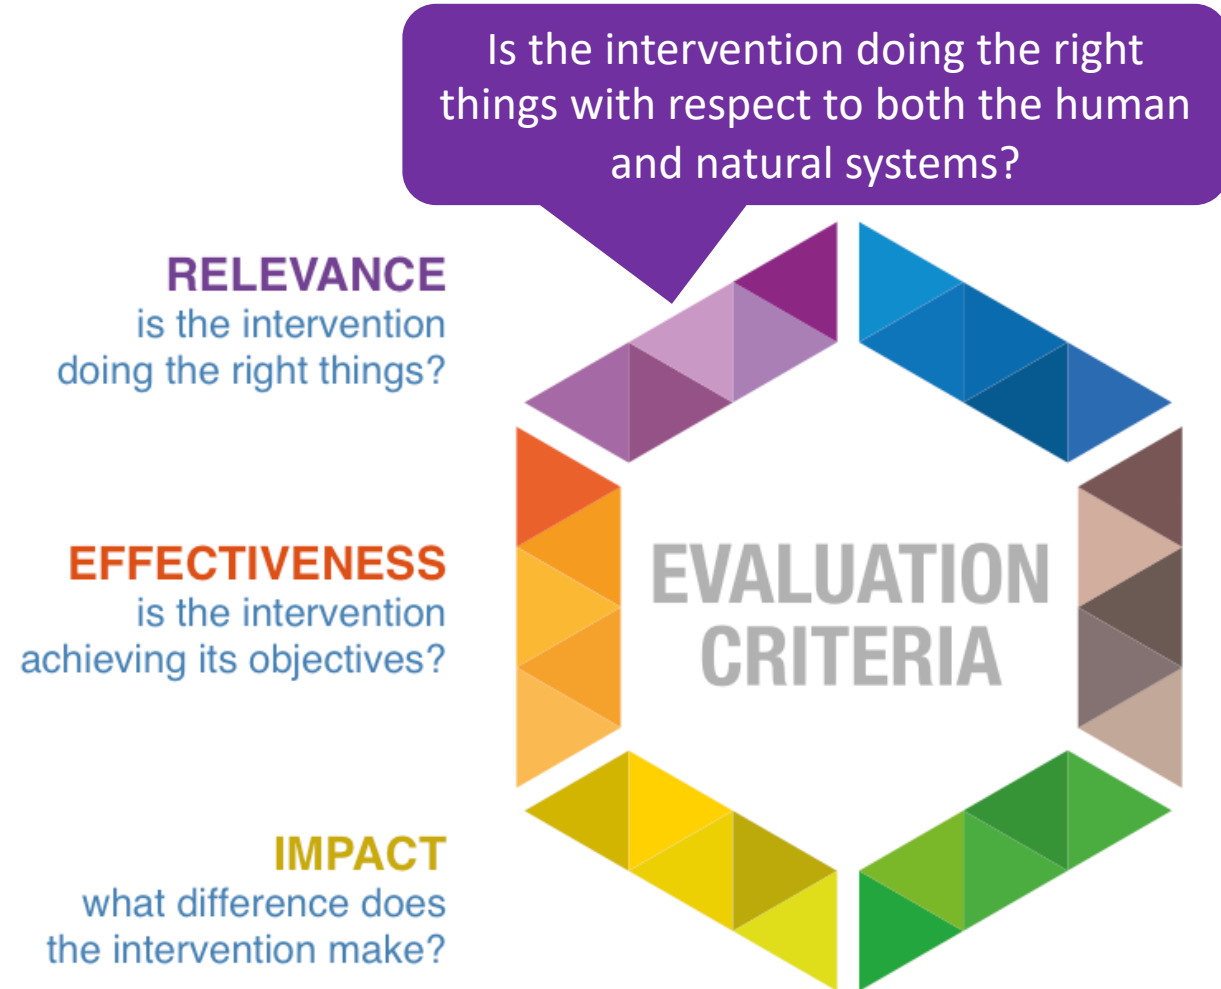 Is the intervention doing the right
things with respect to both the human
and natural systems?
RELEVANCE
is the intervention
doing the right things?
EFFECTIVENESS
is the intervention
achieving its objectives?
EVALUATION
CRITERIA
IMPACT
what difference does
the intervention make?